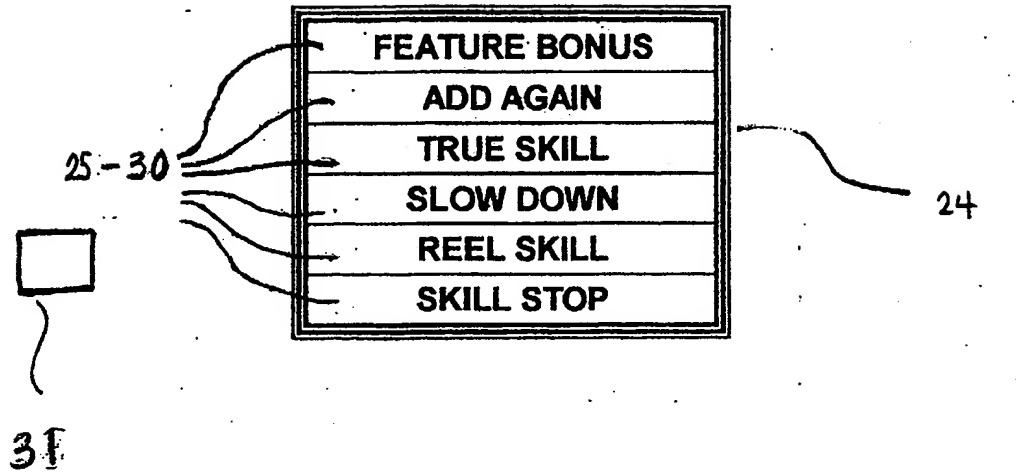 FEATURE BONUS
ADD AGAIN
TRUE SKILL
25-30
SLOW DOWN
24
REEL SKILL
SKILL STOP
31